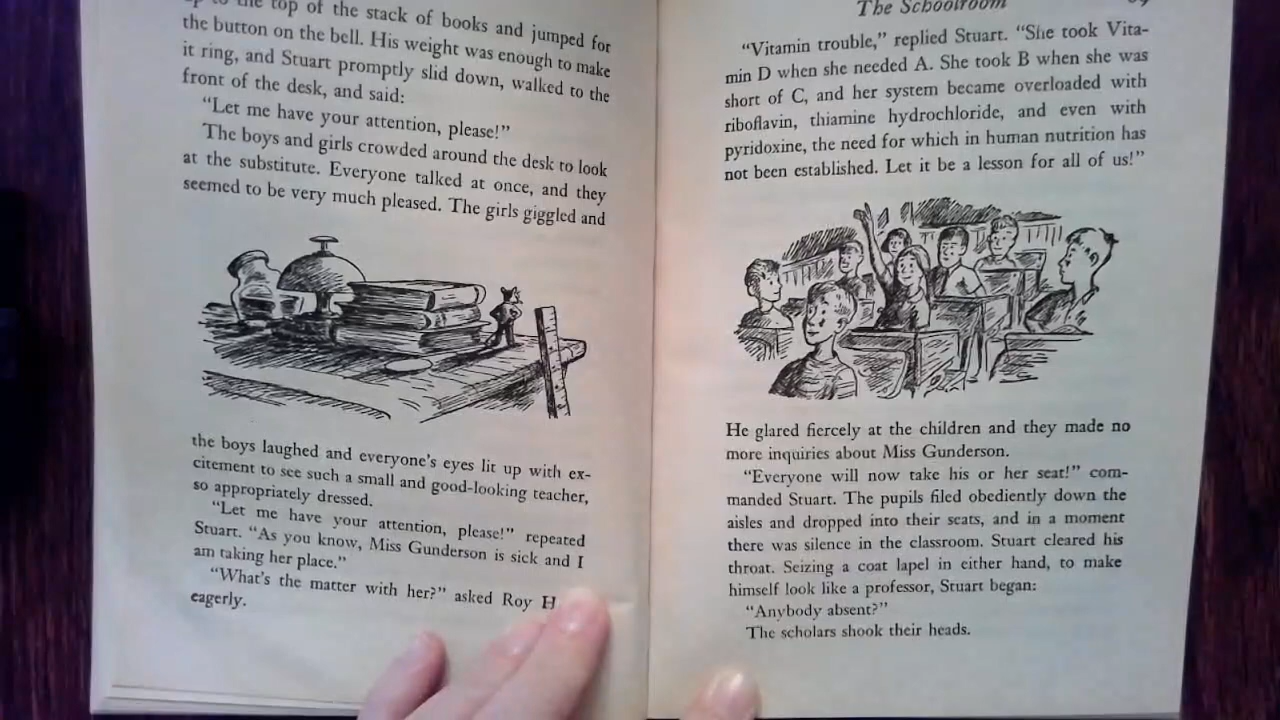 to the top of the stack of books and jumped for
the button on the bell. His weight was enough to make
it ring, and Stuart promptly slid down, walked to the
front of the desk, and said:
“Let me have your attention, please!”
The boys and girls crowded around the desk to look
at the substitute. Everyone talked at once, and they
seemed to be very much pleased. The girls giggled and
the boys laughed and everyone’s eyes lit up with ex-
citement to see such a small and good-looking teacher,
so appropriately dressed.
“Let me have your attention, please!” repeated
Stuart. “As you know, Miss Gunderson is sick and I
am taking her place.”
“What’s the matter with her?” asked Roy
eagerly.
The Schoolroom
“Vitamin trouble,” replied Stuart. “She took Vita-
min D when she needed A. She took B when she was
short of C, and her system became overloaded with
riboflavin, thiamine hydrochloride, and even with
pyridoxine, the need for which in human nutrition has
not been established. Let it be a lesson for all of us!”
He glared fiercely at the children and they made no
more inquiries about Miss Gunderson.
“Everyone will now take his or her seat!” com-
manded Stuart. The pupils filed obediently down the
aisles and dropped into their seats, and in a moment
there was silence in the classroom. Stuart cleared his
throat. Seizing a coat lapel in either hand, to make
himself look like a professor, Stuart began:
“Anybody absent?”
The scholars shook their heads.